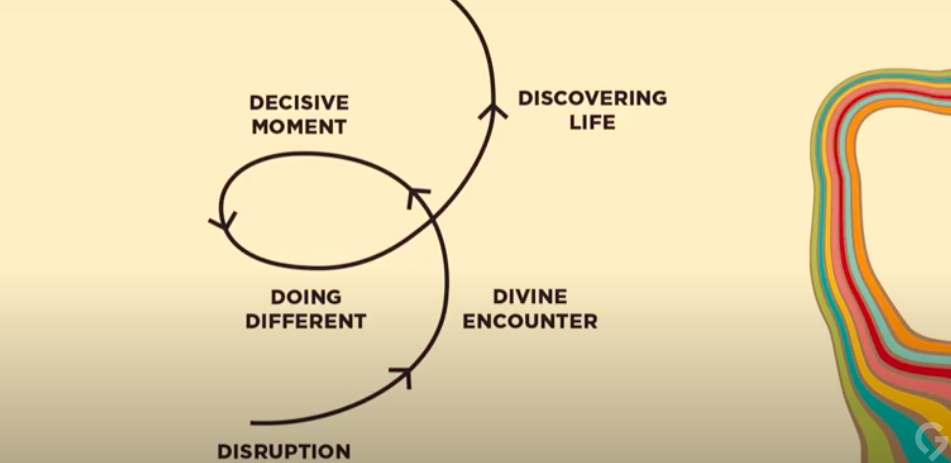 DECISIVE
MOMENT
DISCOVERING
LIFE
DOING
DIFFERENT
DIVINE
ENCOUNTER
DISRUPTION